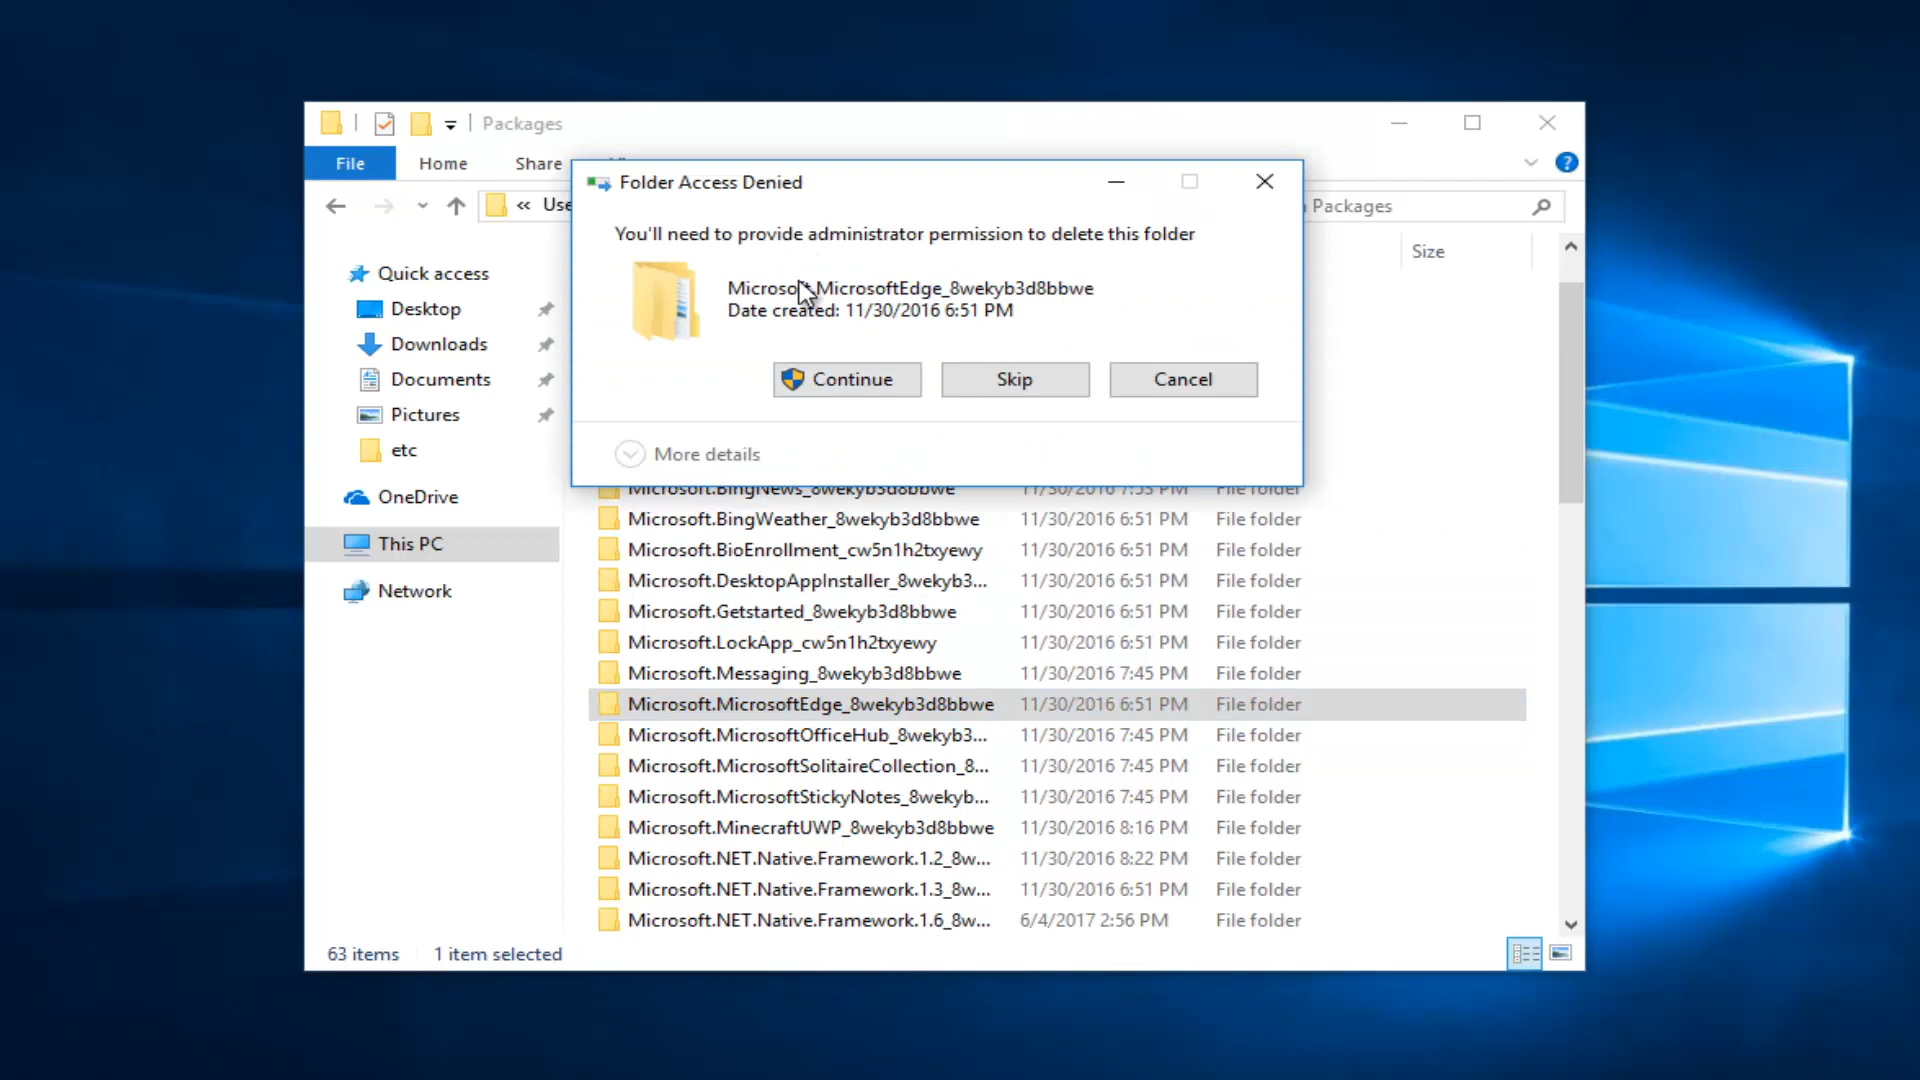 Packages
File Home Share
?
« Use
Packages
Folder Access Denied
You'll need to provide administrator permission to delete this folder
Microsoft.MicrosoftEdge_8wekyb3d8bbwe
Date created: 11/30/2016 6:51 PM
Continue Skip Cancel
More details
Size
Quick access
Desktop
Downloads
Documents
Pictures
etc
OneDrive
This PC
Network
Microsoft.BingNews_8wekyb3d8bbwe 11/30/2016 7:53 PM File folder
Microsoft.BingWeather_8wekyb3d8bbwe 11/30/2016 6:51 PM File folder
Microsoft.BioEnrollment_cw5n1h2txyewy 11/30/2016 6:51 PM File folder
Microsoft.DesktopAppInstaller_8wekyb3... 11/30/2016 6:51 PM File folder
Microsoft.Getstarted_8wekyb3d8bbwe 11/30/2016 6:51 PM File folder
Microsoft.LockApp_cw5n1h2txyewy 11/30/2016 6:51 PM File folder
Microsoft.Messaging_8wekyb3d8bbwe 11/30/2016 7:45 PM File folder
Microsoft.MicrosoftEdge_8wekyb3d8bbwe 11/30/2016 6:51 PM File folder
Microsoft.MicrosoftOfficeHub_8wekyb3... 11/30/2016 7:45 PM File folder
Microsoft.MicrosoftSolitaireCollection_8... 11/30/2016 7:45 PM File folder
Microsoft.MicrosoftStickyNotes_8wekyb... 11/30/2016 7:45 PM File folder
Microsoft.MinecraftUWP_8wekyb3d8bbwe 11/30/2016 8:16 PM File folder
Microsoft.NET.Native.Framework.1.2_8w... 11/30/2016 8:22 PM File folder
Microsoft.NET.Native.Framework.1.3_8w... 11/30/2016 6:51 PM File folder
Microsoft.NET.Native.Framework.1.6_8w... 6/4/2017 2:56 PM File folder
63 items 1 item selected